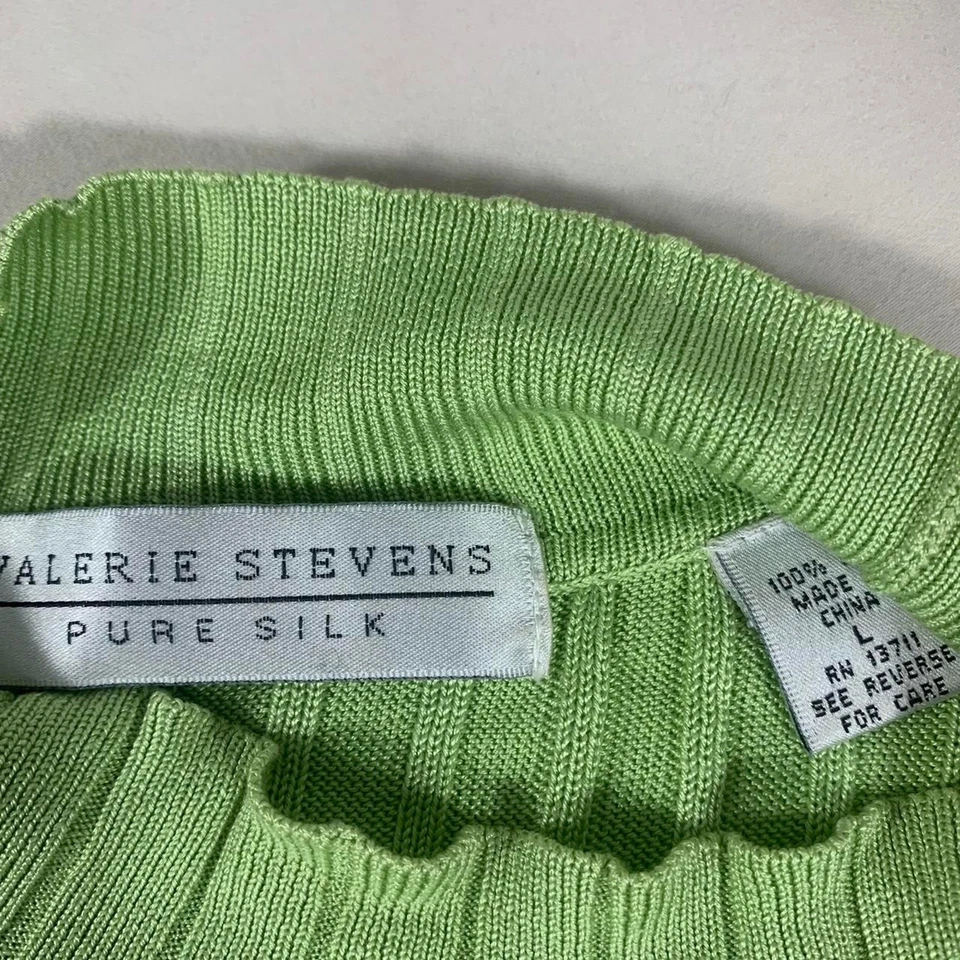 VALERIE STEVENS
PURE SILK
100%
MADE
CHINA
L
RN 13711
SEE REVERSE
FOR CARE